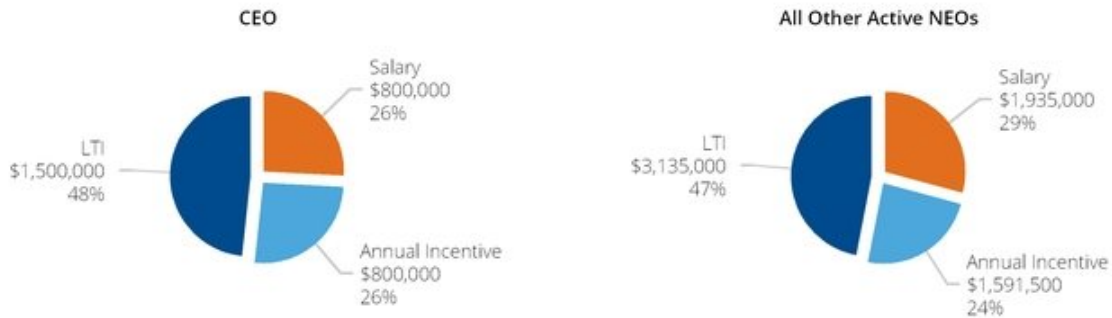 CEO
Salary
$800,000
26%
LTI
$1,500,000
48%
Annual Incentive
$800,000
26%
All Other Active NEOs
Salary
$1,935,000
29%
LTI
$3,135,000
47%
Annual Incentive
$1,591,500
24%